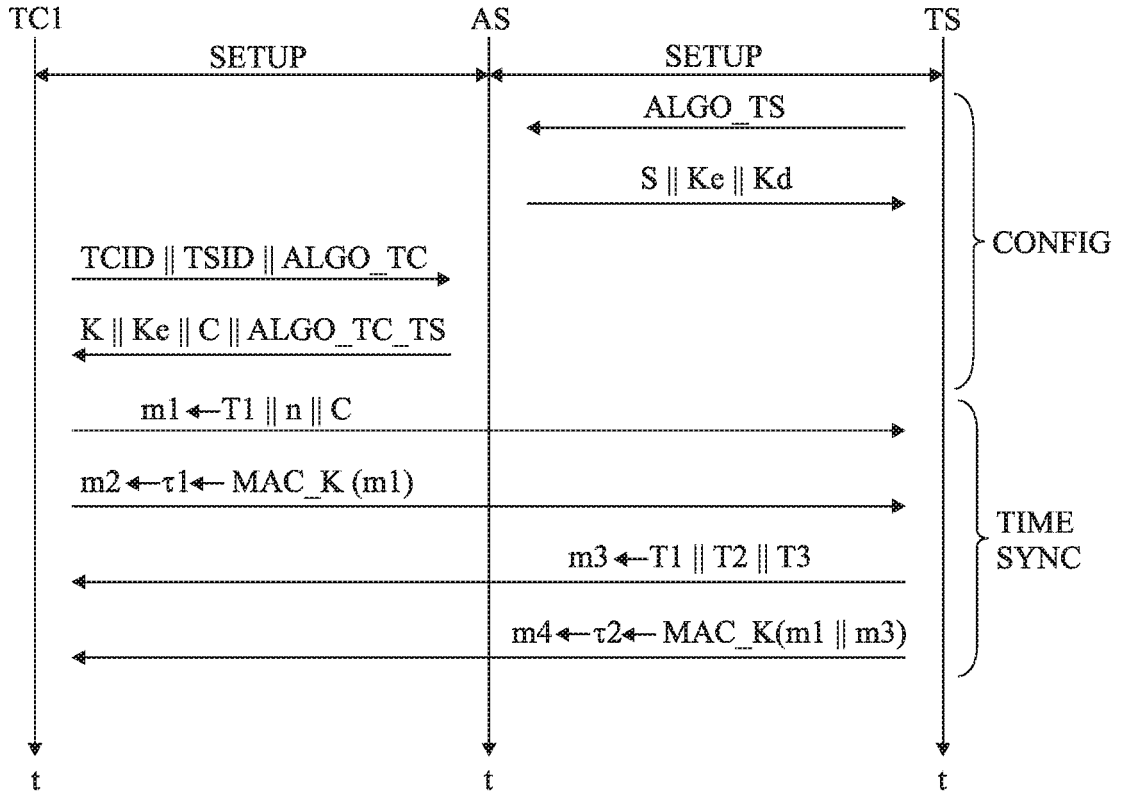 TC1 AS TS
SETUP SETUP
ALGO_TS
S || Ke || Kd
CONFIG
TCID || TSID || ALGO_TC
K || Ke || C || ALGO_TC_TS
m1 ← T1 || n || C
m2 ← τ1 ← MAC_K (m1)
TIME
SYNC
m3 ← T1 || T2 || T3
m4 ← τ2 ← MAC_K(m1 || m3)
t t t